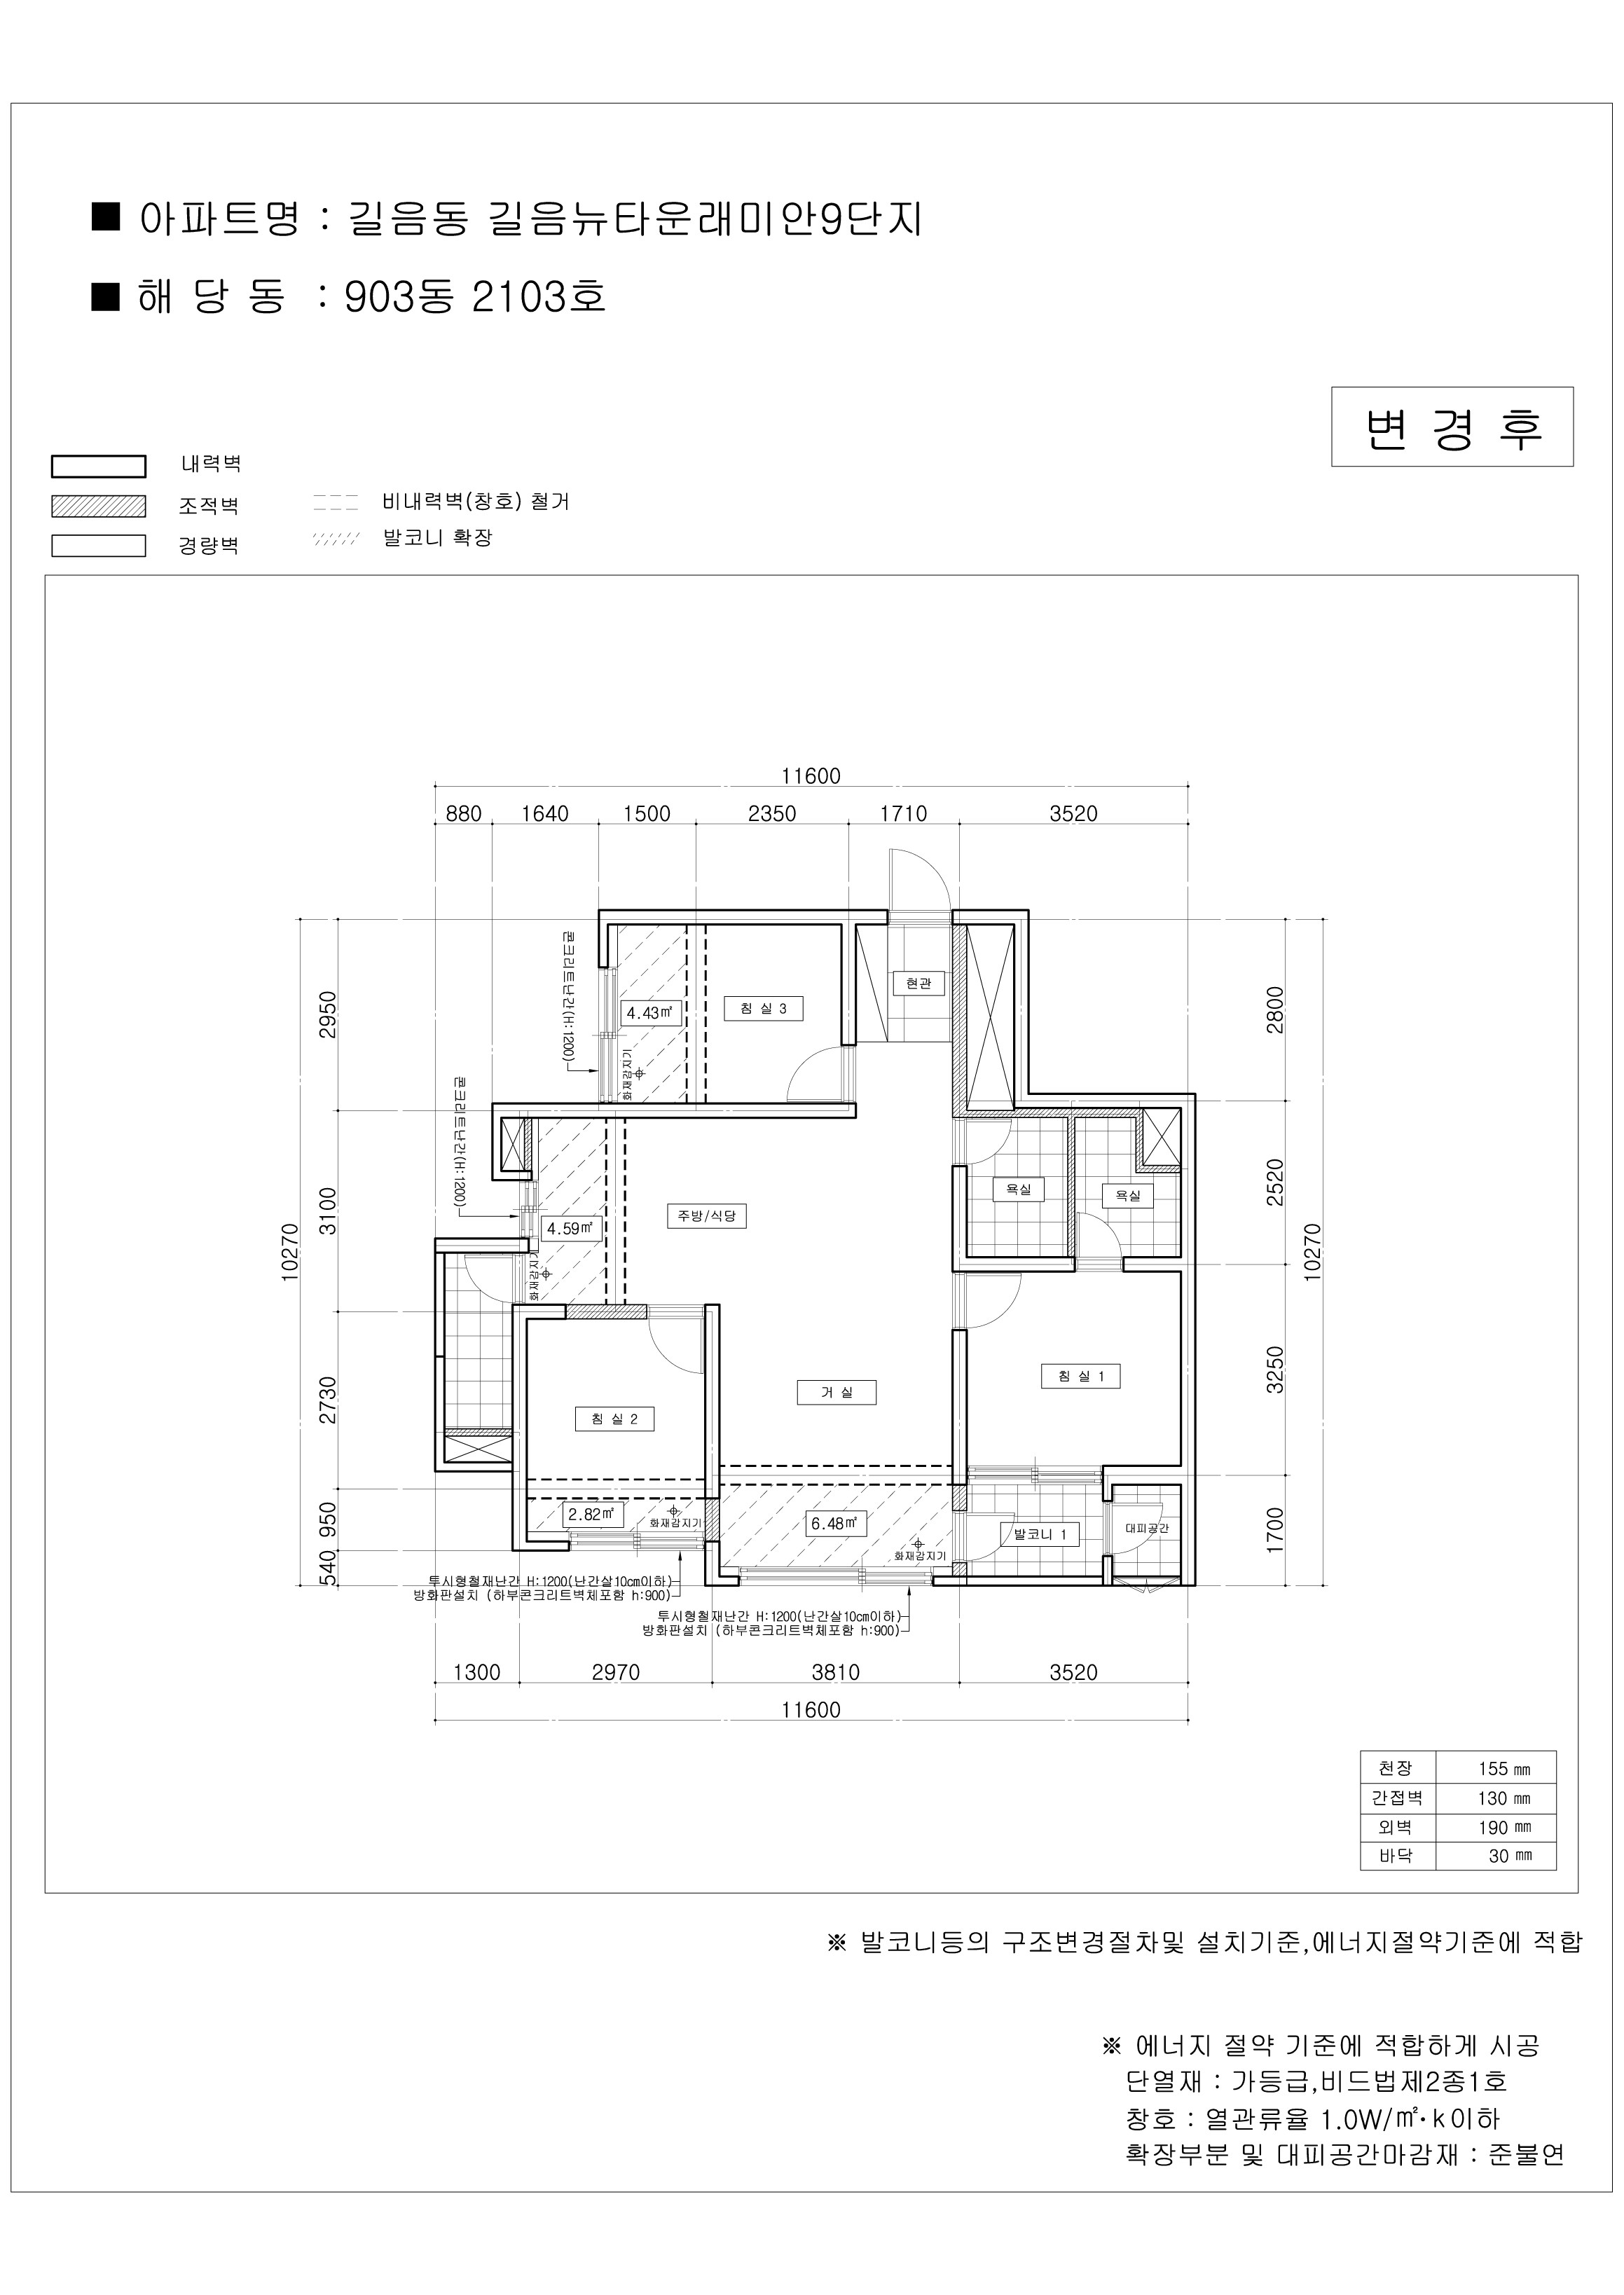 ■ 아파트명 : 길음동 길음뉴타운래미안9단지
■ 해 당 동 : 903동 2103호
변 경 후
내력벽
조적벽
경량벽
비내력벽(창호) 철거
발코니 확장
11600
880 1640 1500 2350 1710 3520
10270
2950
3100
2730
950
540
콘크리트난간(H:1200)
4.43㎡
화재감지기
침 실 3
현관
콘크리트난간(H:1200)
4.59㎡
화재감지기
주방/식당
욕실
욕실
침 실 2
거 실
침 실 1
2.82㎡
화재감지기
6.48㎡
화재감지기
발코니 1
대피공간
2800
2520
3250
1700
10270
투시형철재난간 H:1200(난간살10cm이하)
방화판설치 (하부콘크리트벽체포함 h:900)
투시형철재난간 H:1200(난간살10cm이하)
방화판설치 (하부콘크리트벽체포함 h:900)
1300 2970 3810 3520
11600
천장 155 ㎜
간접벽 130 ㎜
외벽 190 ㎜
바닥 30 ㎜
※ 발코니등의 구조변경절차및 설치기준,에너지절약기준에 적합
※ 에너지 절약 기준에 적합하게 시공
단열재 : 가등급,비드법제2종1호
창호 : 열관류율 1.0W/㎡·k이하
확장부분 및 대피공간마감재 : 준불연